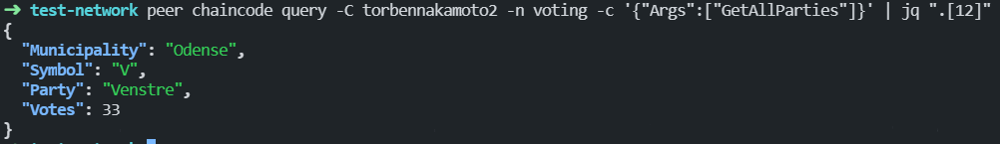 ➜ test-network peer chaincode query -C torbennakamoto2 -n voting -c '{"Args":["GetAllParties"]}' | jq ".[12]"
{
  "Municipality": "Odense",
  "Symbol": "V",
  "Party": "Venstre",
  "Votes": 33
}